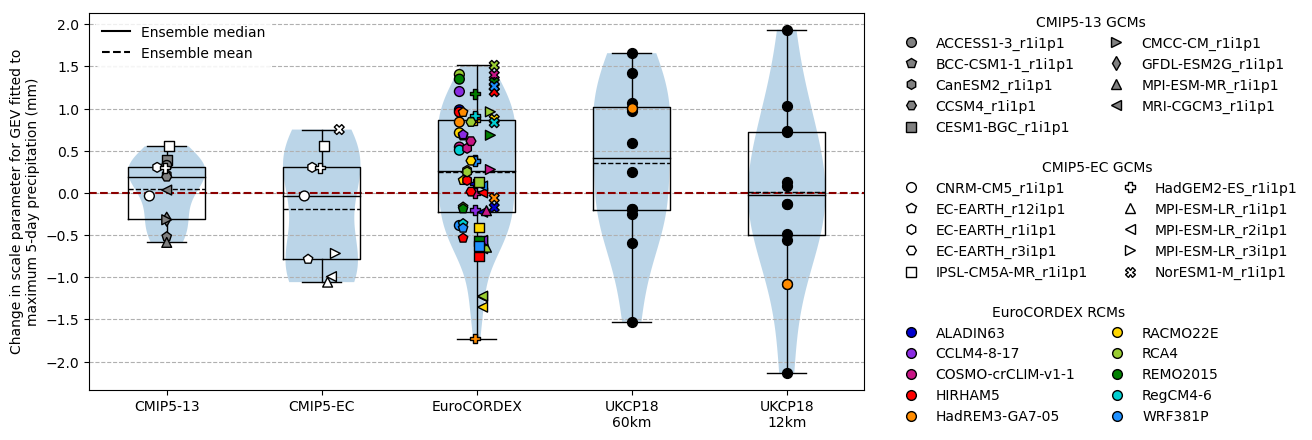 Change in scale parameter for GEV fitted to
maximum 5-day precipitation (mm)
2.0
1.5
1.0
0.5
0.0
−0.5
−1.0
−1.5
−2.0
Ensemble median
Ensemble mean
CMIP5-13
CMIP5-EC
EuroCORDEX
UKCP18
60km
UKCP18
12km
CMIP5-13 GCMs
ACCESS1-3_r1i1p1
BCC-CSM1-1_r1i1p1
CanESM2_r1i1p1
CCSM4_r1i1p1
CESM1-BGC_r1i1p1
CMCC-CM_r1i1p1
GFDL-ESM2G_r1i1p1
MPI-ESM-MR_r1i1p1
MRI-CGCM3_r1i1p1
CMIP5-EC GCMs
CNRM-CM5_r1i1p1
EC-EARTH_r12i1p1
EC-EARTH_r1i1p1
EC-EARTH_r3i1p1
IPSL-CM5A-MR_r1i1p1
HadGEM2-ES_r1i1p1
MPI-ESM-LR_r1i1p1
MPI-ESM-LR_r2i1p1
MPI-ESM-LR_r3i1p1
NorESM1-M_r1i1p1
EuroCORDEX RCMs
ALADIN63
CCLM4-8-17
COSMO-crCLIM-v1-1
HIRHAM5
HadREM3-GA7-05
RACMO22E
RCA4
REMO2015
RegCM4-6
WRF381P